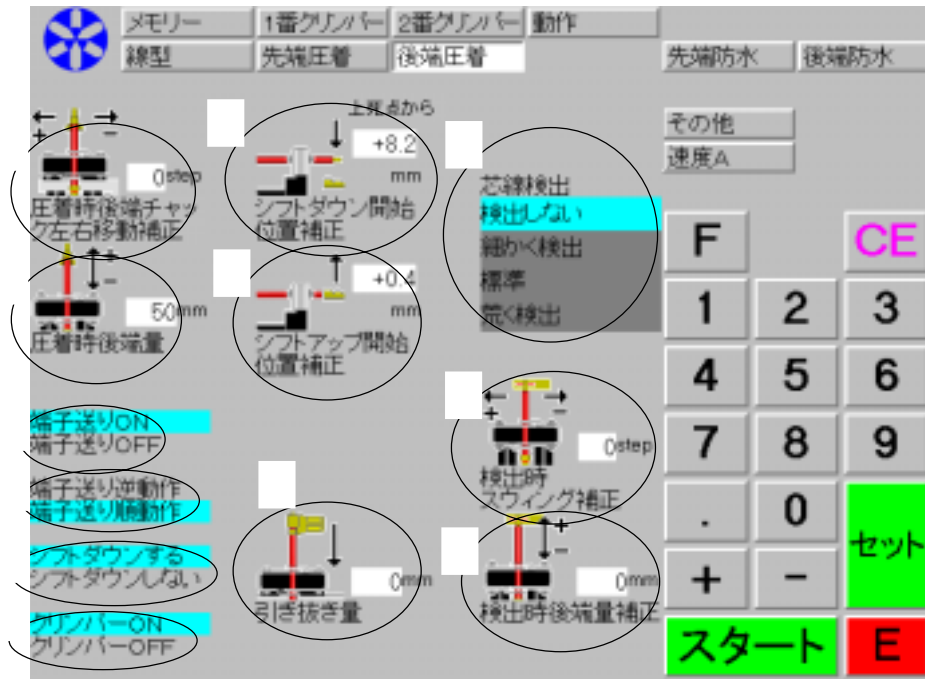 メモリー
1番クリンパー
2番クリンパー
動作
線型
先端圧着
後端圧着
先端防水
後端防水
その他
速度A
+
-
0step
圧着時後端チャッ
ク左右移動補正
上死点から
+8.2
mm
シフトダウン開始
位置補正
芯線検出
検出しない
細かく検出
標準
荒く検出
+
-
50mm
圧着時後端量
+0.4
mm
シフトアップ開始
位置補正
端子送りON
端子送りOFF
端子送り逆動作
端子送り順動作
シフトダウンする
シフトダウンしない
クリンパーON
クリンパーOFF
0mm
引き抜き量
+
-
0step
検出時
スウィング補正
+
-
0mm
検出時後端量補正
F
CE
1
2
3
4
5
6
7
8
9
.
0
セット
+
-
スタート
E